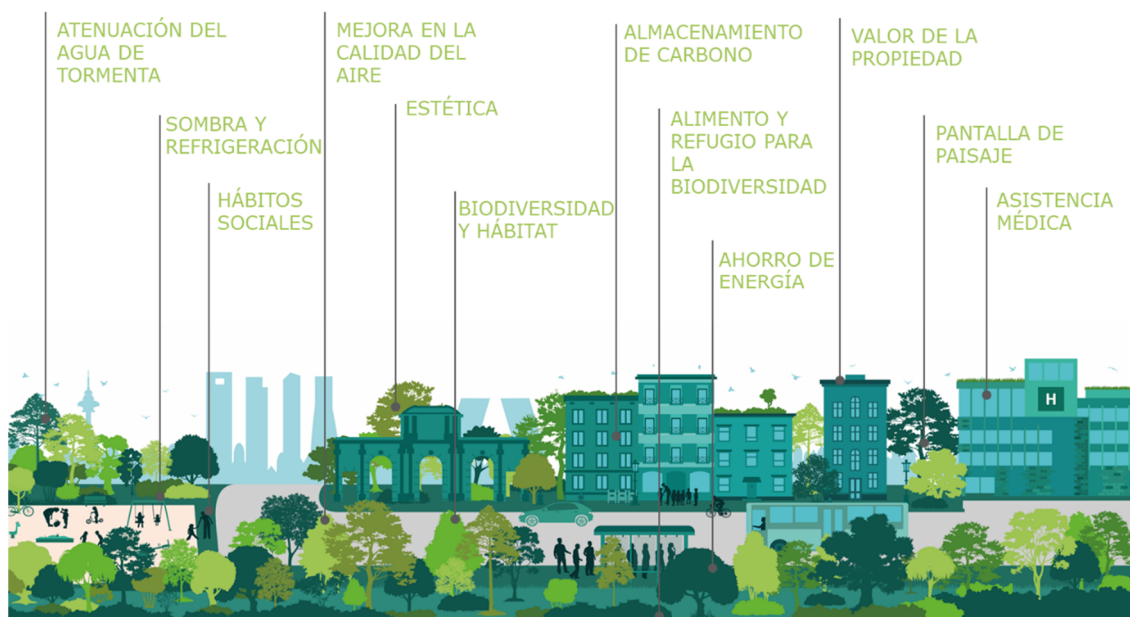 ATENUACIÓN DEL
AGUA DE
TORMENTA
SOMBRA Y
REFRIGERACIÓN
HÁBITOS
SOCIALES
MEJORA EN LA
CALIDAD DEL
AIRE
ESTÉTICA
BIODIVERSIDAD
Y HÁBITAT
ALMACENAMIENTO
DE CARBONO
ALIMENTO Y
REFUGIO PARA
LA
BIODIVERSIDAD
AHORRO DE
ENERGÍA
VALOR DE LA
PROPIEDAD
PANTALLA DE
PAISAJE
ASISTENCIA
MÉDICA
H